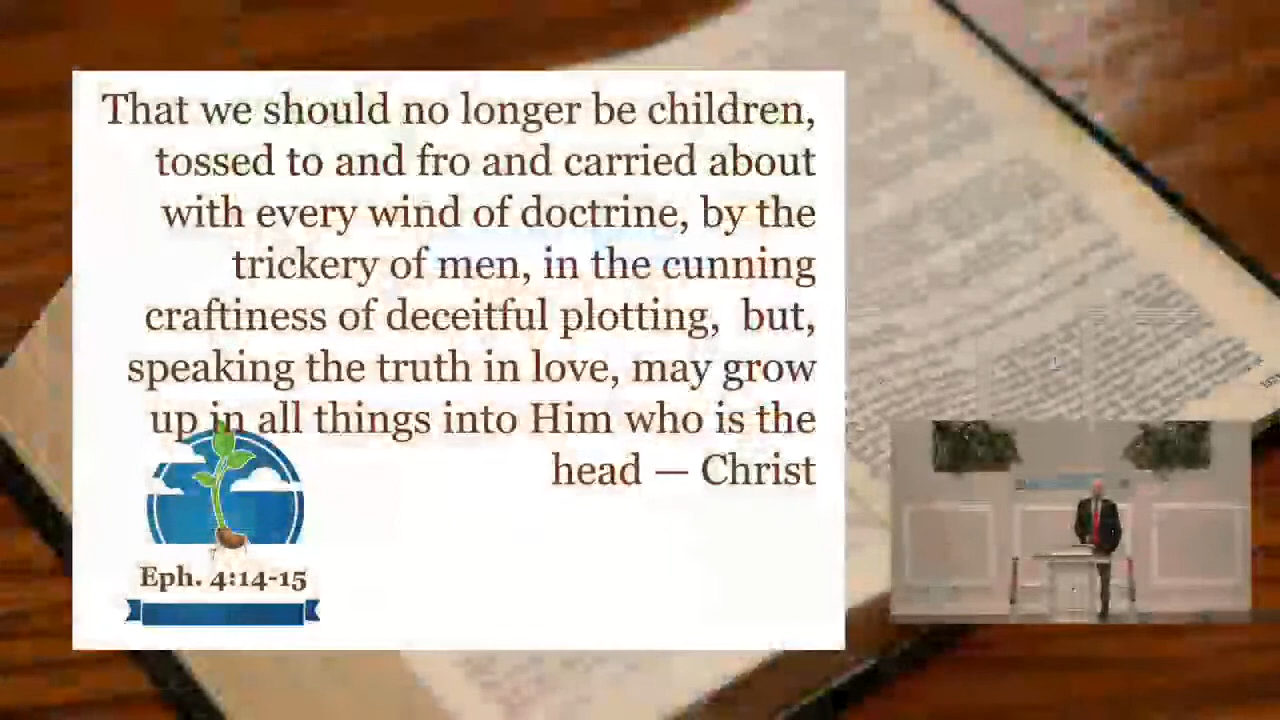 That we should no longer be children,
tossed to and fro and carried about
with every wind of doctrine, by the
trickery of men, in the cunning
craftiness of deceitful plotting,  but,
speaking the truth in love, may grow
up in all things into Him who is the
head — Christ
Eph. 4:14-15